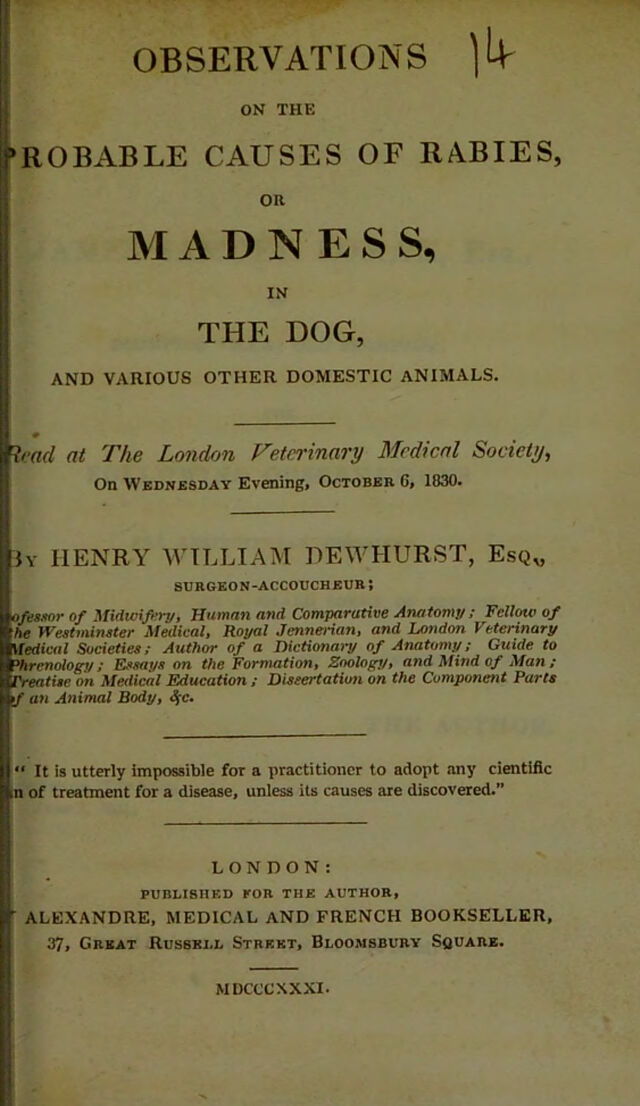 OBSERVATIONS 14
ON THE
PROBABLE CAUSES OF RABIES,
OR
MADNESS,
IN
THE DOG,
AND VARIOUS OTHER DOMESTIC ANIMALS.
Read at The London Veterinary Medical Society,
On WEDNESDAY Evening, OCTOBER 6, 1830.
BY HENRY WILLIAM DEWHURST, ESQ.,
SURGEON-ACCOUCHEUR;
ofessor of Midwifery, Human and Comparative Anatomy; Fellow of
the Westminster Medical, Royal Jennerian, and London Veterinary
Medical Societies; Author of a Dictionary of Anatomy; Guide to
Phrenology; Essays on the Formation, Zoology, and Mind of Man;
Treatise on Medical Education; Dissertation on the Component Parts
of an Animal Body, &c.
"It is utterly impossible for a practitioner to adopt any cientific
n of treatment for a disease, unless its causes are discovered."
LONDON:
PUBLISHED FOR THE AUTHOR,
ALEXANDRE, MEDICAL AND FRENCH BOOKSELLER,
37, GREAT RUSSELL STREET, BLOOMSBURY SQUARE.
MDCCCXXXI.